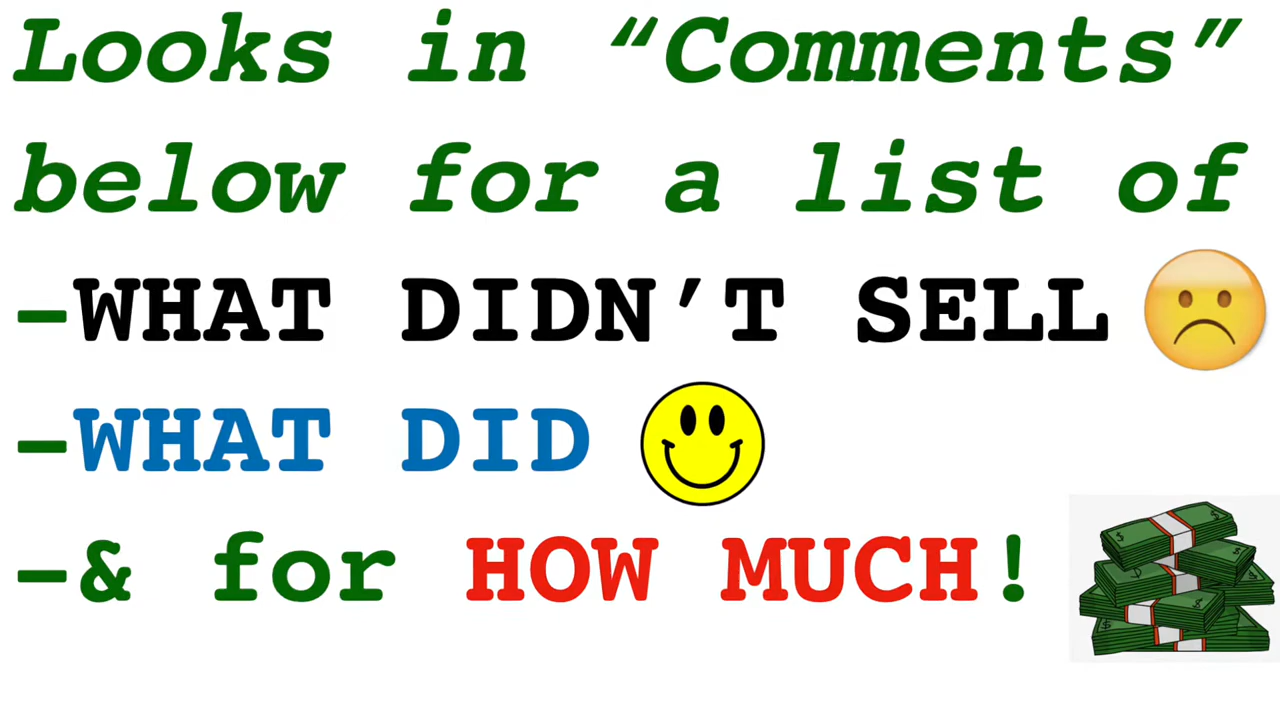 Looks in “Comments”
below for a list of
-WHAT DIDN’T SELL
-WHAT DID
-& for HOW MUCH!